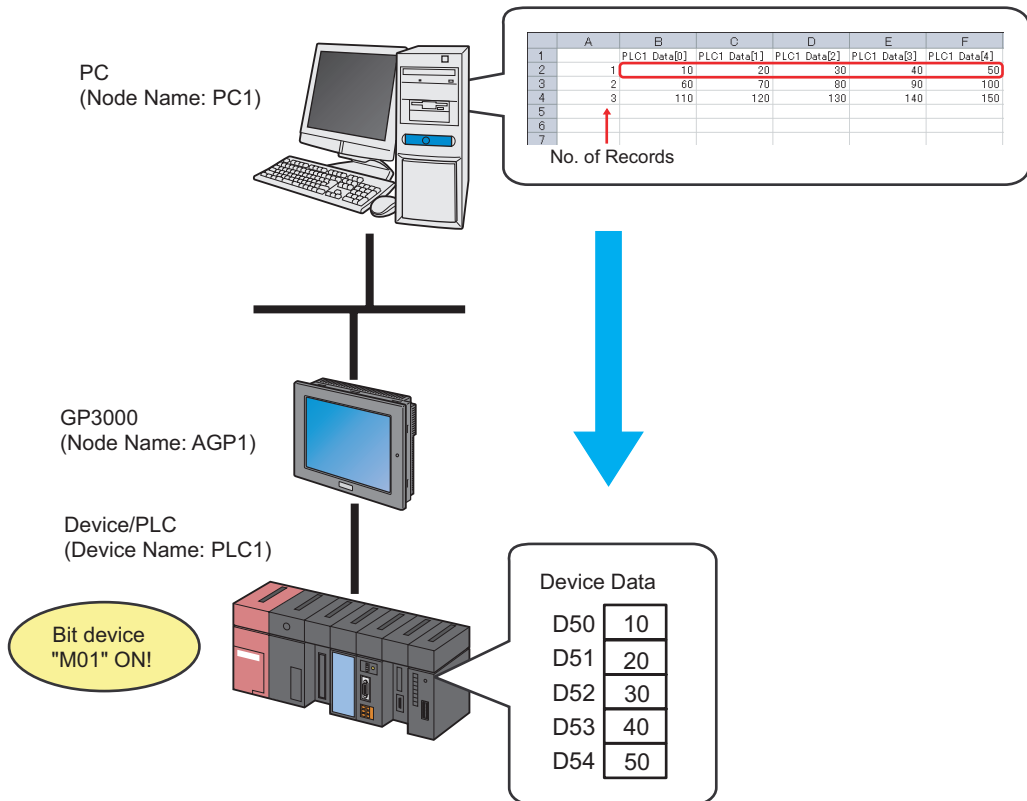 PC
(Node Name: PC1)
A B C D E F
1 PLC1 Data[0] PLC1 Data[1] PLC1 Data[2] PLC1 Data[3] PLC1 Data[4]
2 1 10 20 30 40 50
3 2 60 70 80 90 100
4 3 110 120 130 140 150
5
6
7
No. of Records
GP3000
(Node Name: AGP1)
Device/PLC
(Device Name: PLC1)
Bit device
"M01" ON!
Device Data
D50 10
D51 20
D52 30
D53 40
D54 50